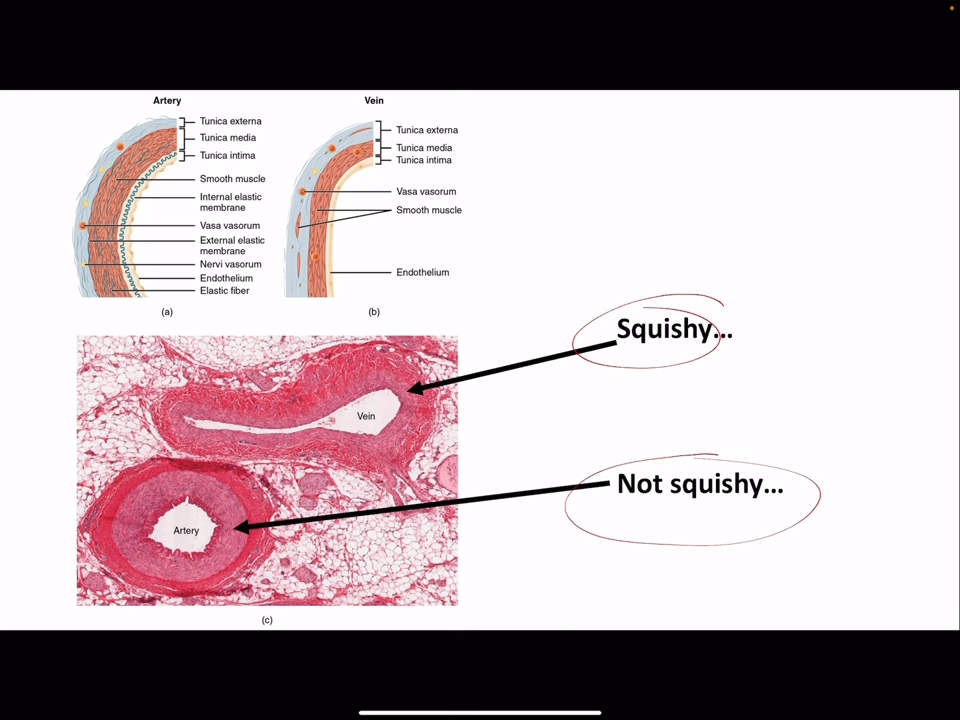 Artery
Tunica externa
Tunica media
Tunica intima
Smooth muscle
Internal elastic
membrane
Vasa vasorum
External elastic
membrane
Nervi vasorum
Endothelium
Elastic fiber
(a)
Vein
Tunica externa
Tunica media
Tunica intima
Vasa vasorum
Smooth muscle
Endothelium
(b)
Squishy...
Vein
Not squishy...
Artery
(c)